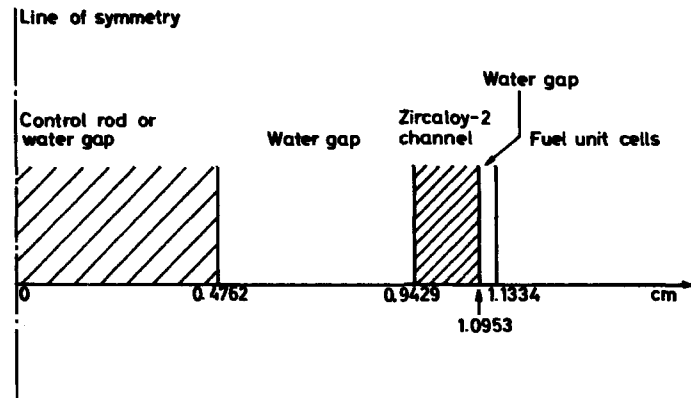 Line of symmetry
Water gap
Control rod or
water gap
Water gap
Zircaloy-2
channel
Fuel unit cells
0
0.4762
0.9429
1.1334
cm
1.0953